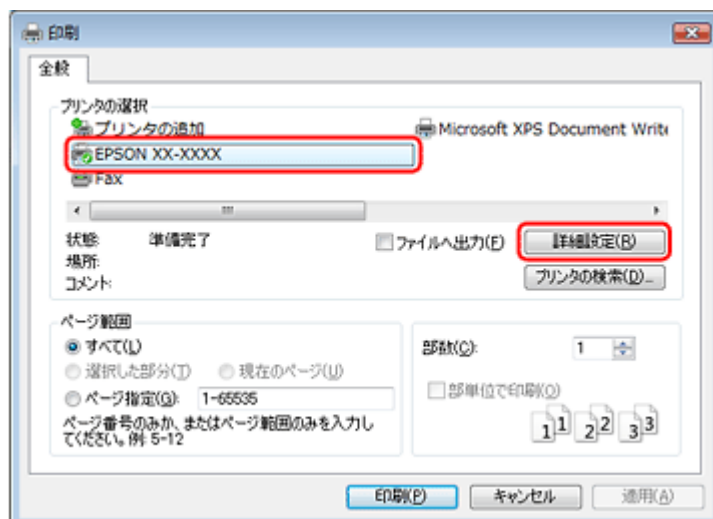 印刷
全般
プリンタの選択
プリンタの追加
Microsoft XPS Document Write
EPSON XX-XXXX
Fax
状態: 準備完了
ファイルへ出力(F)
詳細設定(R)
場所:
プリンタの検索(D)...
コメント:
ページ範囲
すべて(L)
部数(C): 1
選択した部分(T)
現在のページ(U)
部単位で印刷(O)
ページ指定(G): 1-65535
ページ番号のみか、またはページ範囲のみを入力し
てください。例: 5-12
11 22 33
印刷(P)
キャンセル
適用(A)